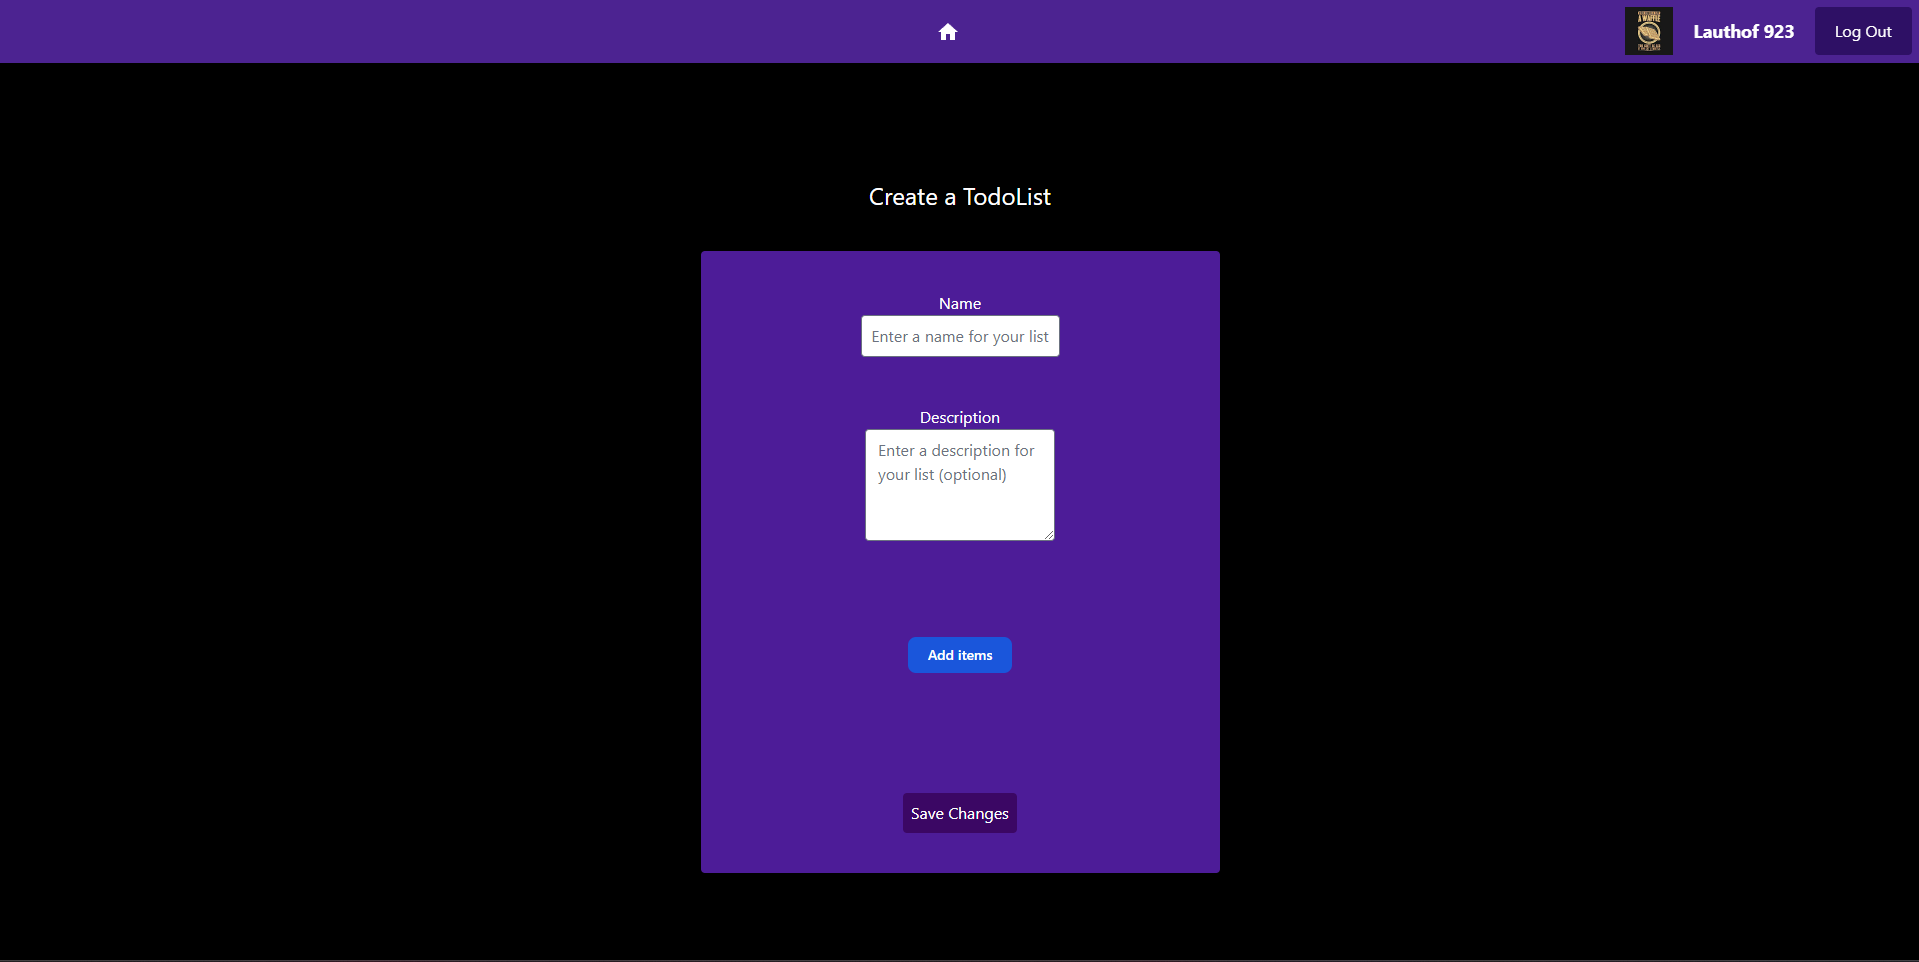 A WAFFLE
Lauthof 923
Log Out
Create a TodoList
Name
Enter a name for your list
Description
Enter a description for
your list (optional)
Add items
Save Changes